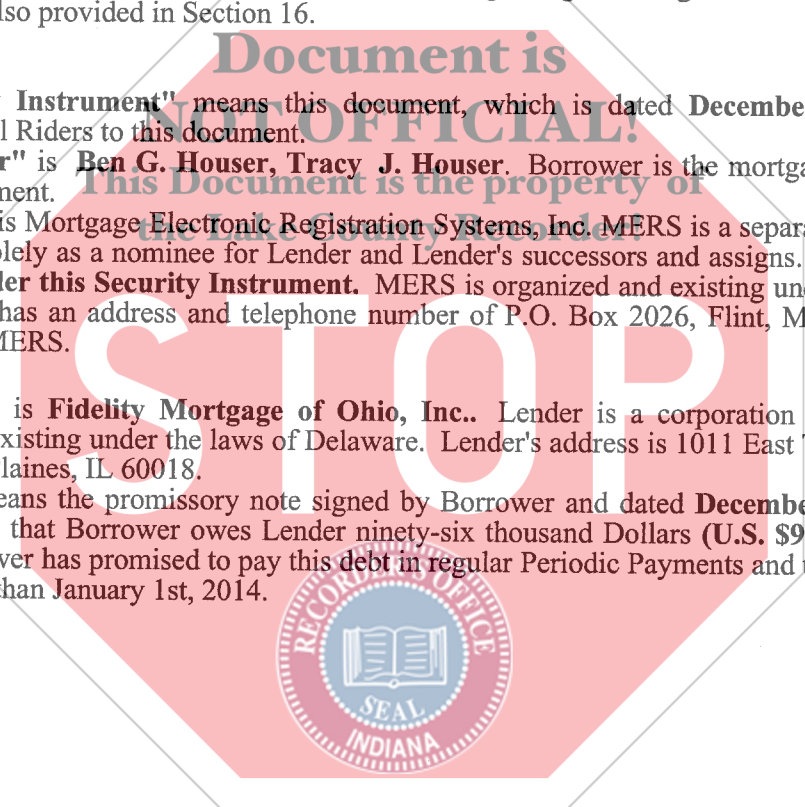 lso provided in Section 16.
Document is
Instrument" means this document, which is dated Decembe
NOT OFFICIAL!
l Riders to this document.
r" is Ben G. Houser, Tracy J. Houser. Borrower is the mortga
This Document is the property of
ment.
is Mortgage Electronic Registration Systems, Inc. MERS is a separa
the Lake County Recorder!
olely as a nominee for Lender and Lender's successors and assigns.
der this Security Instrument. MERS is organized and existing un
has an address and telephone number of P.O. Box 2026, Flint, M
MERS.
STOP
is Fidelity Mortgage of Ohio, Inc.. Lender is a corporation
xisting under the laws of Delaware. Lender's address is 1011 East
laines, IL 60018.
eans the promissory note signed by Borrower and dated Decembe
that Borrower owes Lender ninety-six thousand Dollars (U.S. $9
wer has promised to pay this debt in regular Periodic Payments and
than January 1st, 2014.
RECORDER'S OFFICE
SEAL
INDIANA